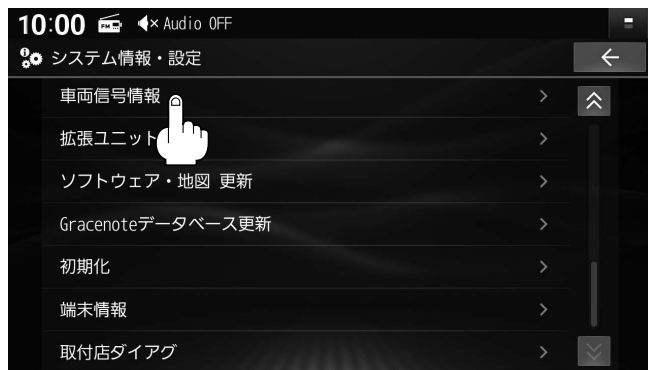 10:00 FM Audio OFF
システム情報・設定
車両信号情報
拡張ユニット
ソフトウェア・地図 更新
Gracenoteデータベース更新
初期化
端末情報
取付店ダイアグ